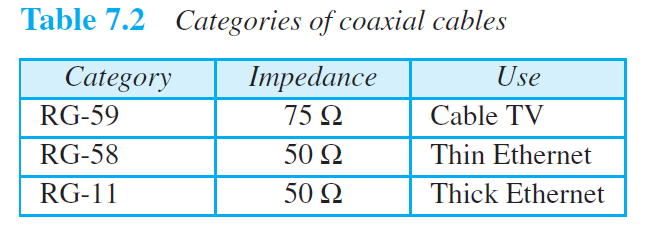 Table 7.2 Categories of coaxial cables
Category Impedance Use
RG-59 75 Ω Cable TV
RG-58 50 Ω Thin Ethernet
RG-11 50 Ω Thick Ethernet